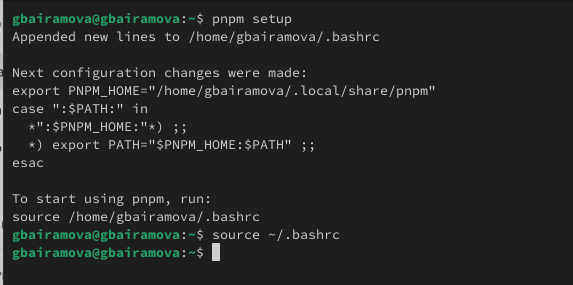 gbairamova@gbairamova:~$ pnpm setup
Appended new lines to /home/gbairamova/.bashrc

Next configuration changes were made:
export PNPM_HOME="/home/gbairamova/.local/share/pnpm"
case ":$PATH:" in
  *":$PNPM_HOME:"*) ;;
  *) export PATH="$PNPM_HOME:$PATH" ;;
esac

To start using pnpm, run:
source /home/gbairamova/.bashrc
gbairamova@gbairamova:~$ source ~/.bashrc
gbairamova@gbairamova:~$